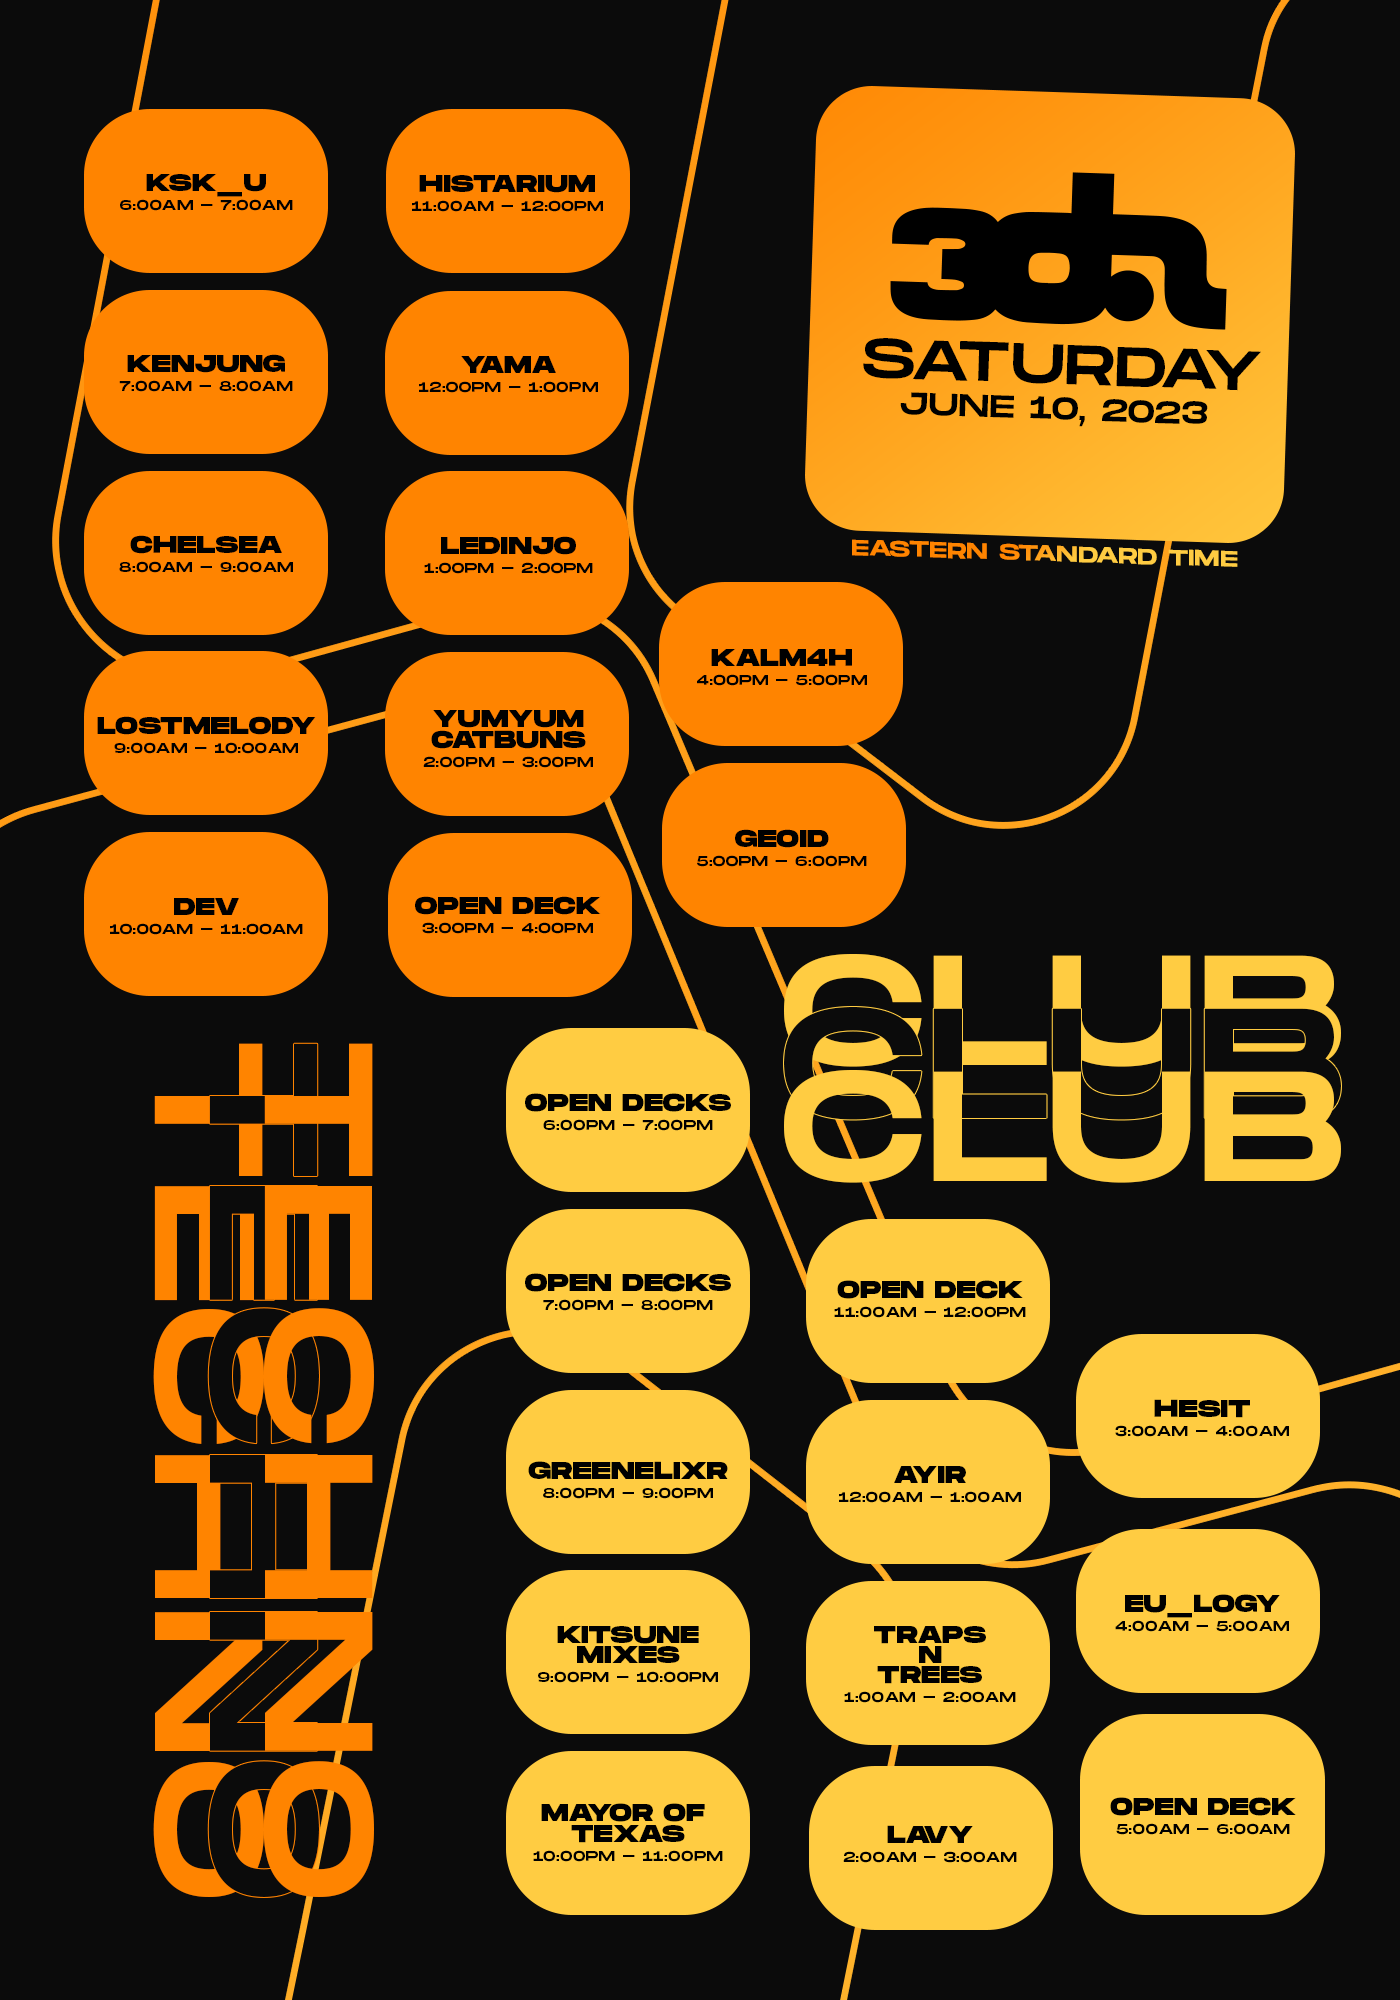 KSK_U
6:00AM – 7:00AM
KENJUNG
7:00AM – 8:00AM
CHELSEA
8:00AM – 9:00AM
LOSTMELODY
9:00AM – 10:00AM
DEV
10:00AM – 11:00AM
HISTARIUM
11:00AM – 12:00PM
YAMA
12:00PM – 1:00PM
LEDINJO
1:00PM – 2:00PM
YUMYUM
CATBUNS
2:00PM – 3:00PM
OPEN DECK
3:00PM – 4:00PM
KALM4H
4:00PM – 5:00PM
GEOID
5:00PM – 6:00PM
SATURDAY
JUNE 10, 2023
EASTERN STANDARD TIME
TECHNO
TECHNO
TECHNO
CLUB
CLUB
CLUB
OPEN DECKS
6:00PM – 7:00PM
OPEN DECKS
7:00PM – 8:00PM
GREENELIXR
8:00PM – 9:00PM
KITSUNE
MIXES
9:00PM – 10:00PM
MAYOR OF
TEXAS
10:00PM – 11:00PM
OPEN DECK
11:00AM – 12:00PM
AYIR
12:00AM – 1:00AM
TRAPS
N
TREES
1:00AM – 2:00AM
LAVY
2:00AM – 3:00AM
HESIT
3:00AM – 4:00AM
EU_LOGY
4:00AM – 5:00AM
OPEN DECK
5:00AM – 6:00AM